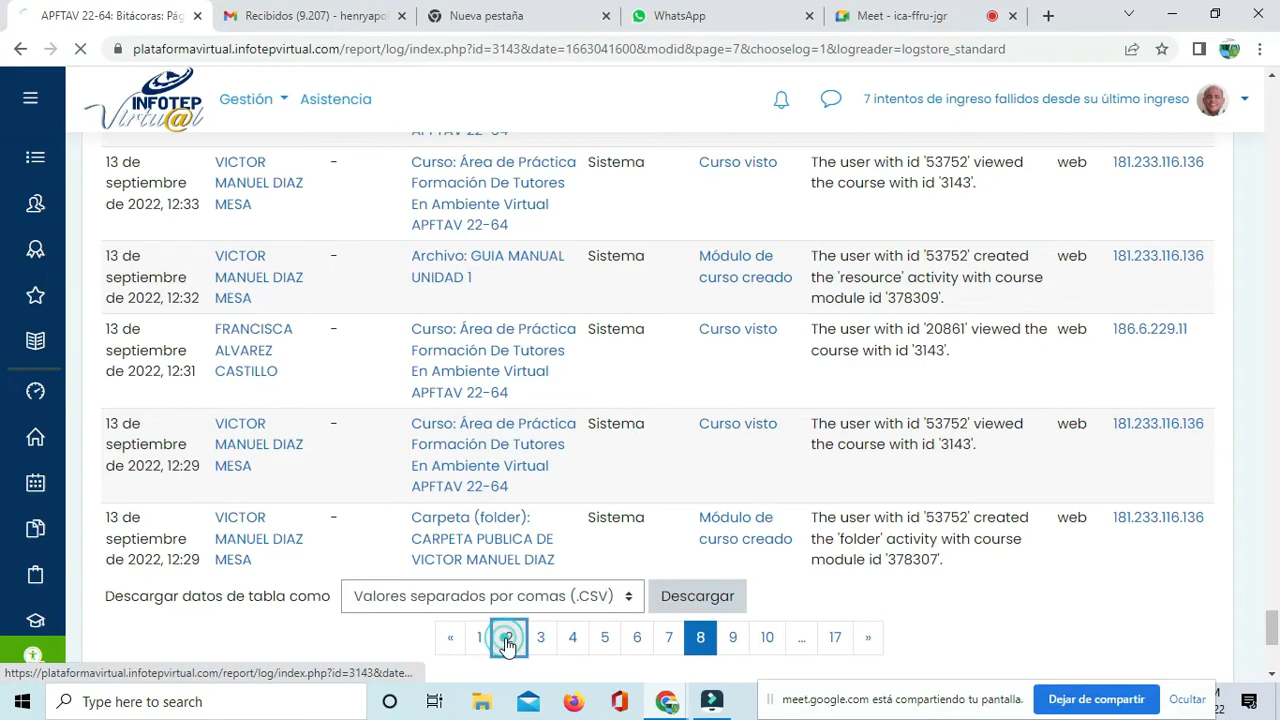 APFTAV 22-64: Bitácoras: Pág
Recibidos (9.207) - henrypolanc
Nueva pestaña
WhatsApp
Meet - ica-ffru-jgr
plataformavirtual.infotepvirtual.com/report/log/index.php?id=3143&date=1663041600&modid&page=7&chooselog=1&logreader=logstore_standard
INFOTEP
Virtu@l
Gestión
Asistencia
7 intentos de ingreso fallidos desde su último ingreso
APFTAV 22-64
13 de septiembre de 2022, 12:33 VICTOR MANUEL DIAZ MESA - Curso: Área de Práctica Formación De Tutores En Ambiente Virtual APFTAV 22-64 Sistema Curso visto The user with id '53752' viewed the course with id '3143'. web 181.233.116.136
13 de septiembre de 2022, 12:32 VICTOR MANUEL DIAZ MESA - Archivo: GUIA MANUAL UNIDAD 1 Sistema Módulo de curso creado The user with id '53752' created the 'resource' activity with course module id '378309'. web 181.233.116.136
13 de septiembre de 2022, 12:31 FRANCISCA ALVAREZ CASTILLO - Curso: Área de Práctica Formación De Tutores En Ambiente Virtual APFTAV 22-64 Sistema Curso visto The user with id '20861' viewed the course with id '3143'. web 186.6.229.11
13 de septiembre de 2022, 12:29 VICTOR MANUEL DIAZ MESA - Curso: Área de Práctica Formación De Tutores En Ambiente Virtual APFTAV 22-64 Sistema Curso visto The user with id '53752' viewed the course with id '3143'. web 181.233.116.136
13 de septiembre de 2022, 12:29 VICTOR MANUEL DIAZ MESA - Carpeta (folder): CARPETA PUBLICA DE VICTOR MANUEL DIAZ Sistema Módulo de curso creado The user with id '53752' created the 'folder' activity with course module id '378307'. web 181.233.116.136
Descargar datos de tabla como Valores separados por comas (.CSV) Descargar
« 1 2 3 4 5 6 7 8 9 10 ... 17 »
https://plataformavirtual.infotepvirtual.com/report/log/index.php?id=3143&date...
Type here to search
meet.google.com está compartiendo tu pantalla.
Dejar de compartir
Ocultar
22